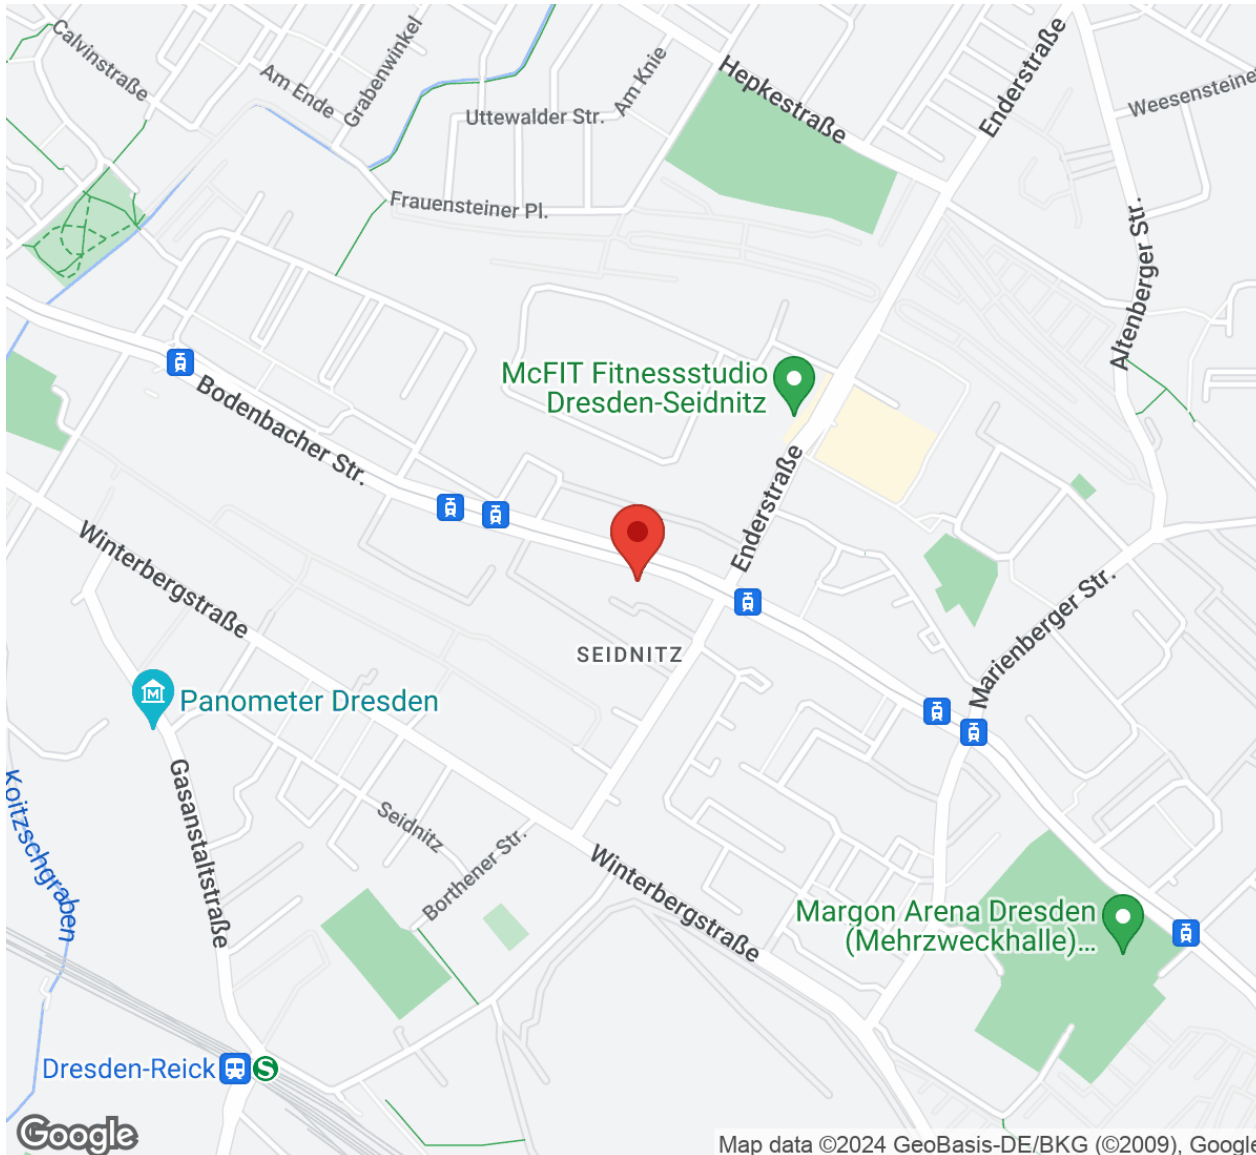 Calvinstraße
Am Ende
Grabenwinkel
Uttewalder Str.
Am Knie
Hepkestraße
Enderstraße
Weesensteiner
Frauensteiner Pl.
Altenberger Str.
McFIT Fitnessstudio
Dresden-Seidnitz
Bodenbacher Str.
Enderstraße
Winterbergstraße
Marienberger Str.
SEIDNITZ
M
Panometer Dresden
Gasanstaltstraße
Koitzschgraben
Seidnitz
Borthener Str.
Winterbergstraße
Margon Arena Dresden
(Mehrzweckhalle)...
Dresden-Reick
S
Google
Map data ©2024 GeoBasis-DE/BKG (©2009), Google